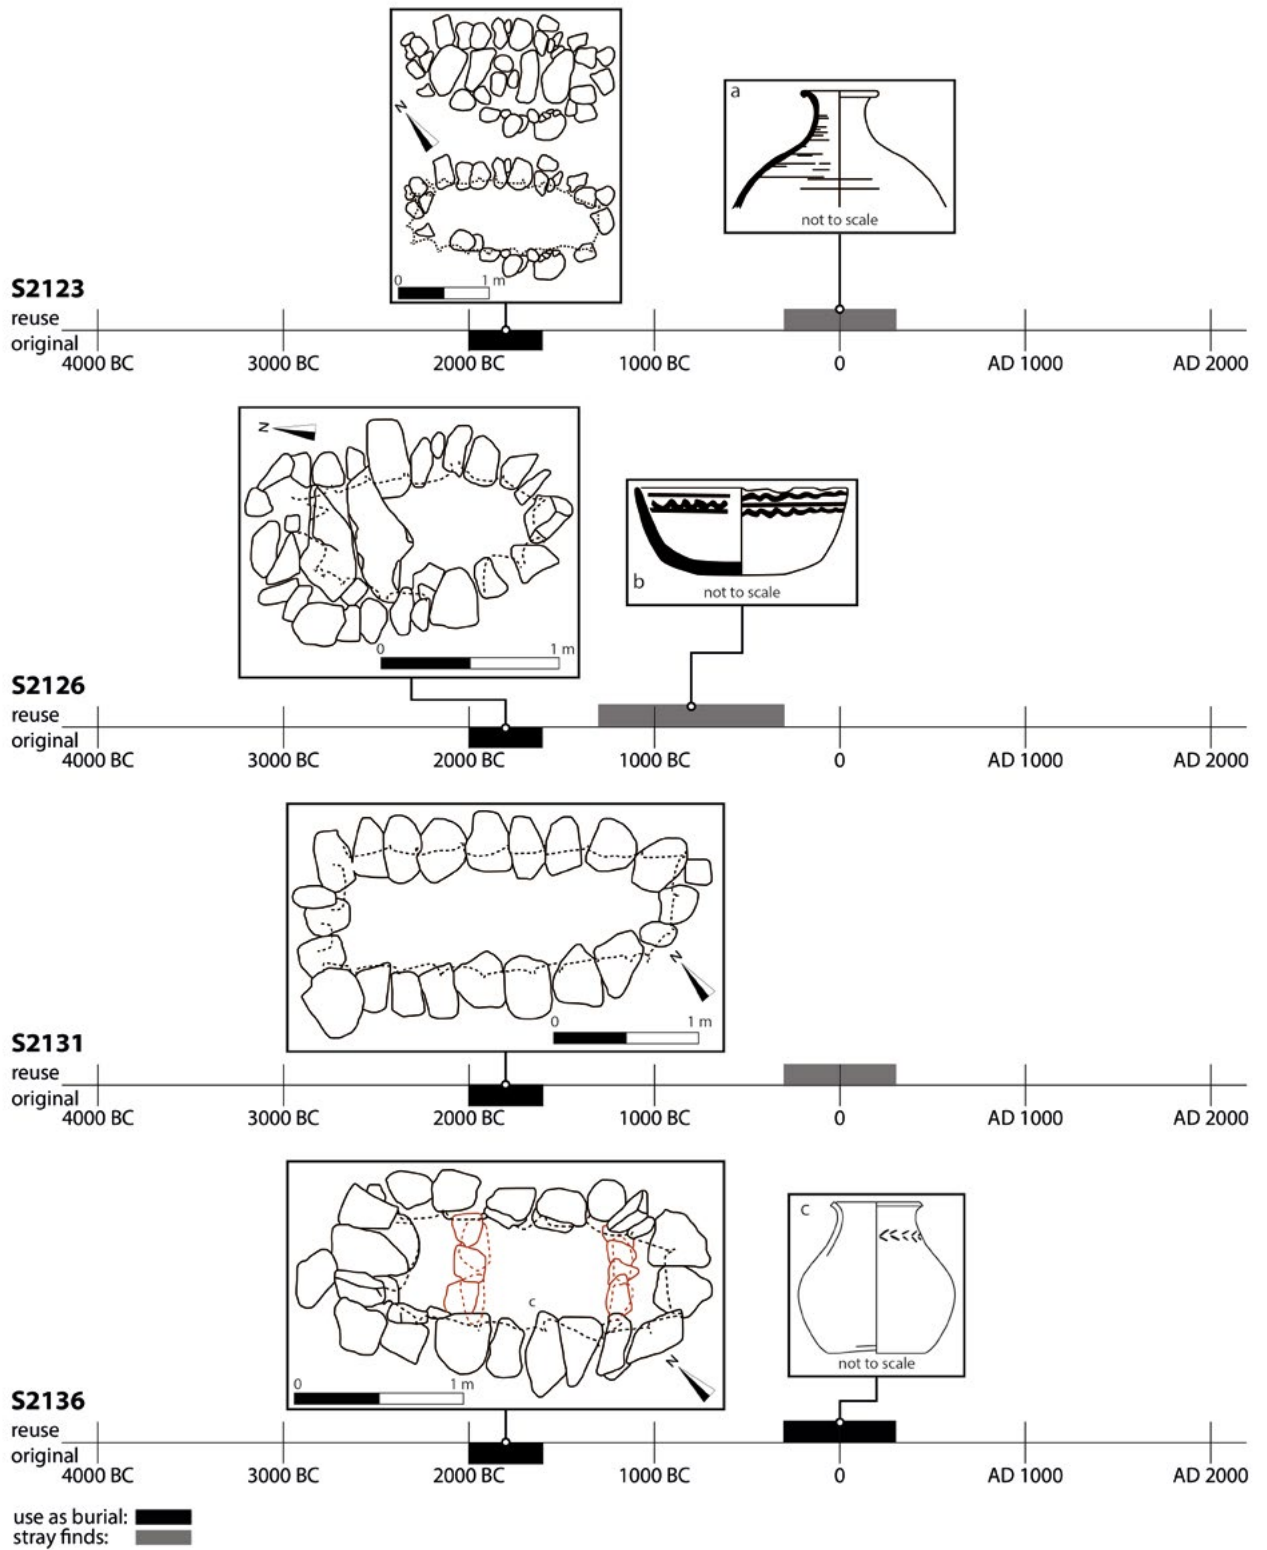 N
0 1 m
a
not to scale
S2123
reuse
original
4000 BC 3000 BC 2000 BC 1000 BC 0 AD 1000 AD 2000
N
0 1 m
b
not to scale
S2126
reuse
original
4000 BC 3000 BC 2000 BC 1000 BC 0 AD 1000 AD 2000
N
0 1 m
S2131
reuse
original
4000 BC 3000 BC 2000 BC 1000 BC 0 AD 1000 AD 2000
c
N
0 1 m
c
not to scale
S2136
reuse
original
4000 BC 3000 BC 2000 BC 1000 BC 0 AD 1000 AD 2000
use as burial:
stray finds: